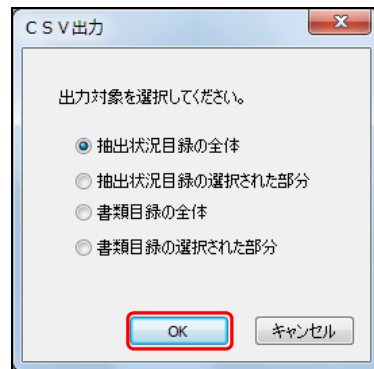 ＣＳＶ出力
出力対象を選択してください。
抽出状況目録の全体
抽出状況目録の選択された部分
書類目録の全体
書類目録の選択された部分
OK
キャンセル